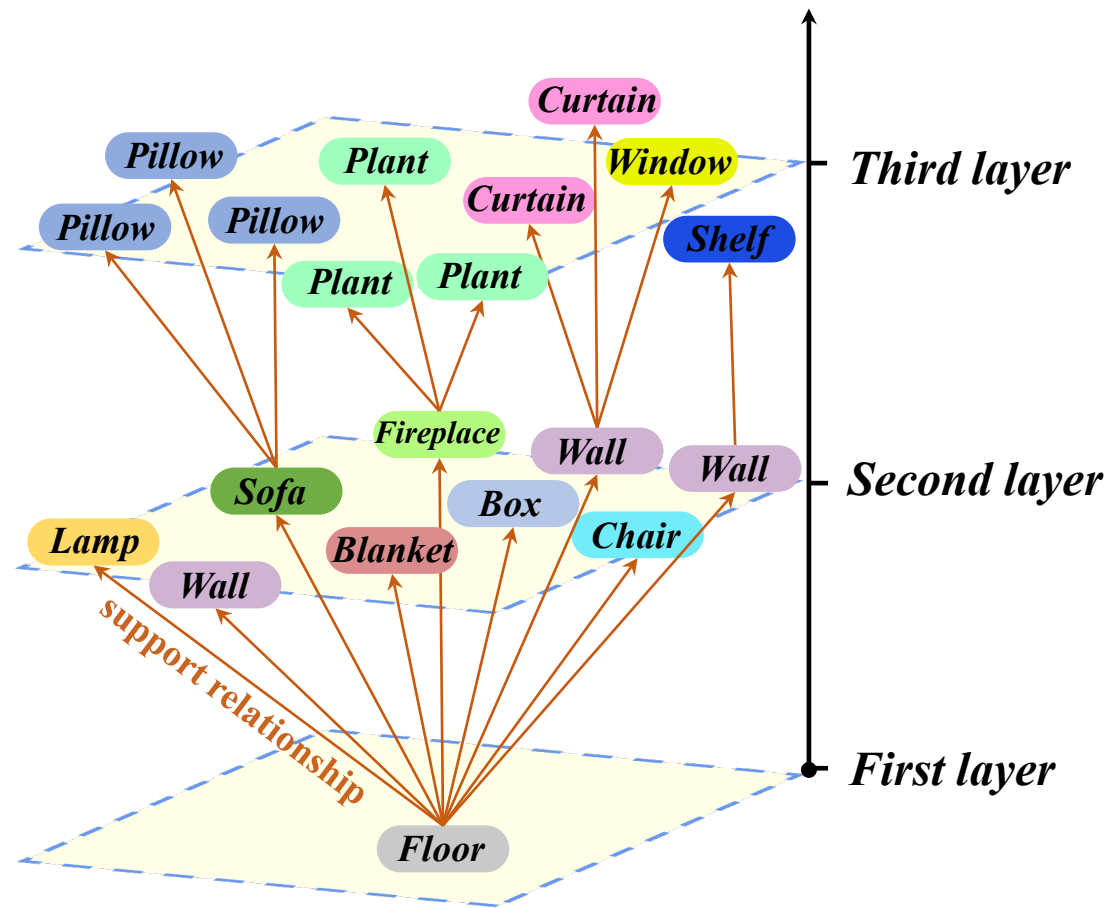 Curtain
Pillow
Plant
Window
Third layer
Curtain
Pillow
Pillow
Shelf
Plant
Plant
Fireplace
Wall
Wall
Second layer
Sofa
Box
Lamp
Blanket
Chair
Wall
support relationship
First layer
Floor